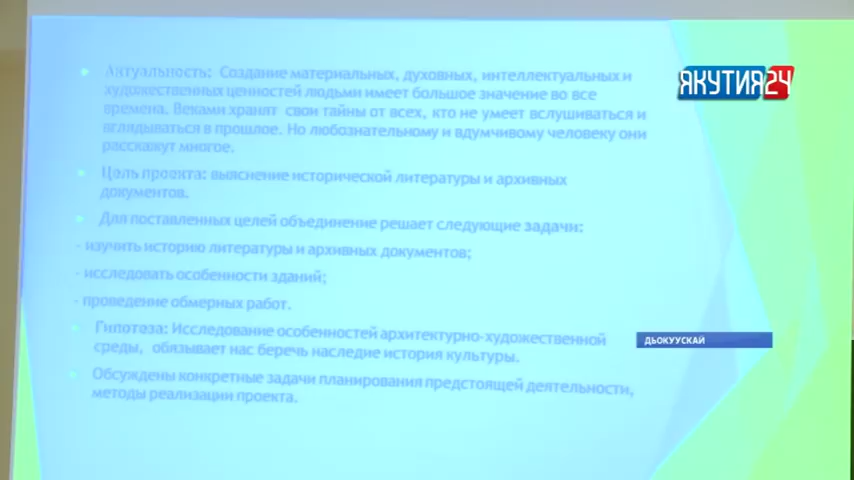 Актуальность: Создание материальных, духовных, интеллектуальных и
художественных ценностей людьми имеет большое значение во все
времена. Веками хранят свои тайны от всех, кто не умеет вслушиваться и
вглядываться в прошлое. Но любознательному и вдумчивому человеку они
расскажут многое.
Цель проекта: выяснение исторической литературы и архивных
документов.
Для поставленных целей объединение решает следующие задачи:
- изучить историю литературы и архивных документов;
- исследовать особенности зданий;
- проведение обмерных работ.
Гипотеза: Исследование особенностей архитектурно-художественной
среды, обязывает нас беречь наследие история культуры.
Обсуждены конкретные задачи планирования предстоящей деятельности,
методы реализации проекта.
ЯКУТИЯ24
ДЬОКУУСКАЙ